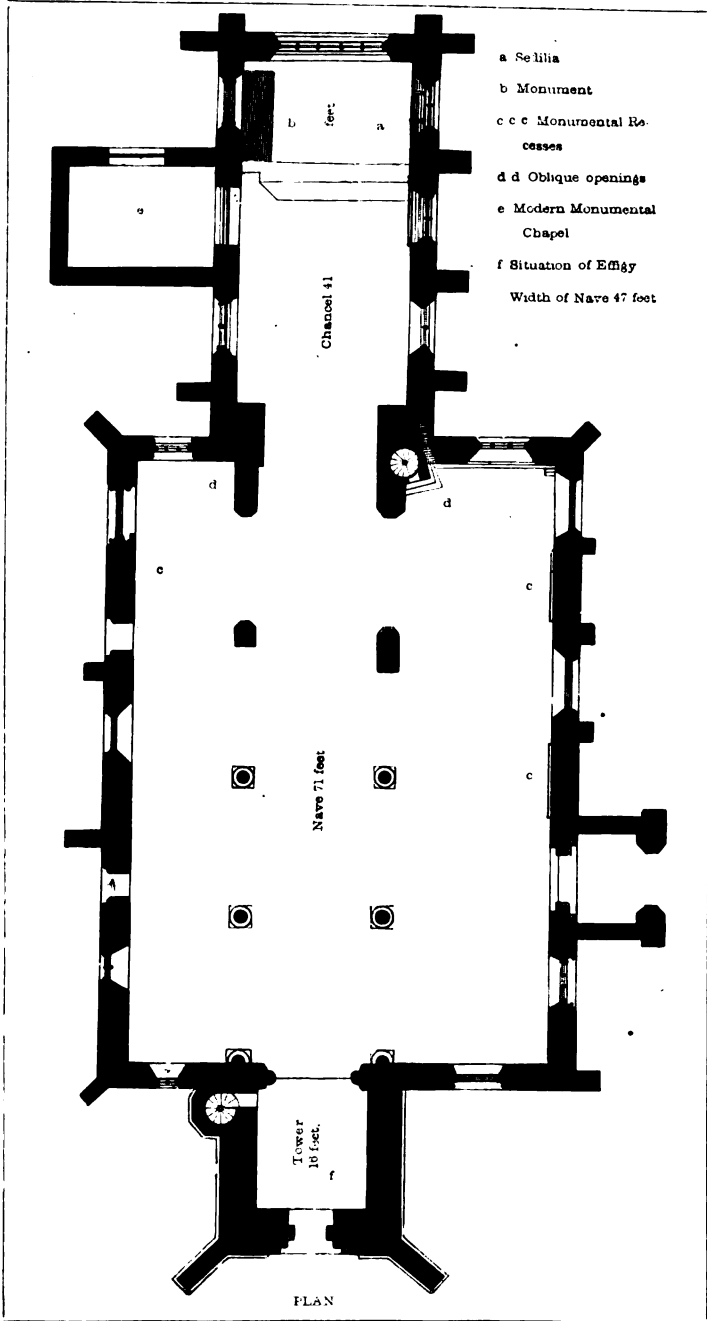 a Sedilia
b Monument
c c c Monumental Re-
cesses
d d Oblique openings
e Modern Monumental
Chapel
f Situation of Effigy
Width of Nave 47 feet
b
feet
a
e
Chancel 41
d
d
c
c
Nave 71 feet
c
Tower
16 feet.
f
PLAN